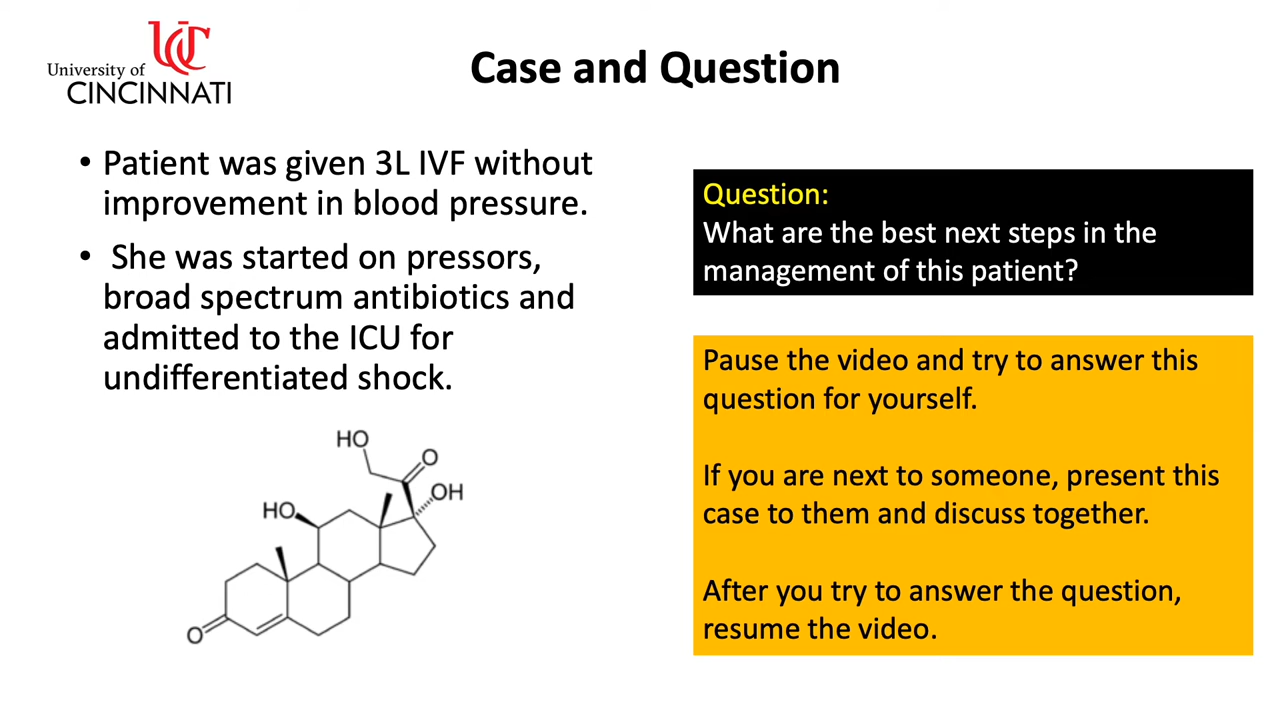 University of
CINCINNATI
Case and Question
• Patient was given 3L IVF without
improvement in blood pressure.
• She was started on pressors,
broad spectrum antibiotics and
admitted to the ICU for
undifferentiated shock.
HO
O
OH
HO
O
Question:
What are the best next steps in the
management of this patient?
Pause the video and try to answer this
question for yourself.
If you are next to someone, present this
case to them and discuss together.
After you try to answer the question,
resume the video.